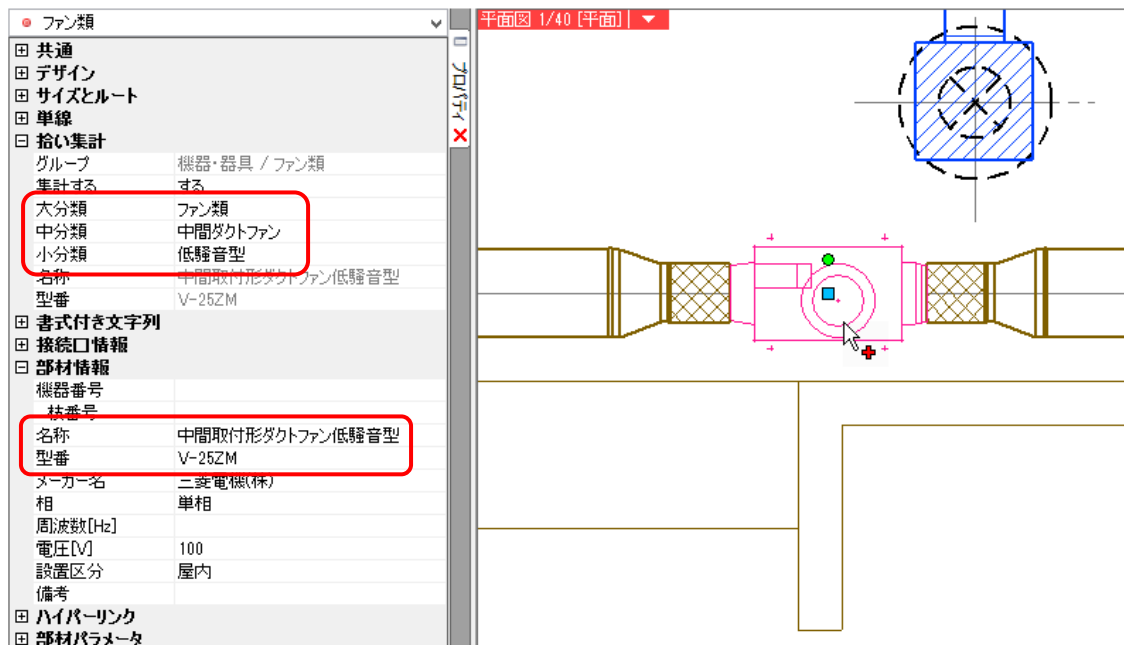 ファン類
共通
デザイン
サイズとルート
単線
拾い集計
グループ 機器・器具 / ファン類
集計する する
大分類 ファン類
中分類 中間ダクトファン
小分類 低騒音型
名称 中間取付形ダクトファン低騒音型
型番 V-25ZM
書式付き文字列
接続口情報
部材情報
機器番号
枝番号
名称 中間取付形ダクトファン低騒音型
型番 V-25ZM
メーカー名 三菱電機(株)
相 単相
周波数[Hz]
電圧[V] 100
設置区分 屋内
備考
ハイパーリンク
部材パラメータ
プロパティ
平面図 1/40 [平面]